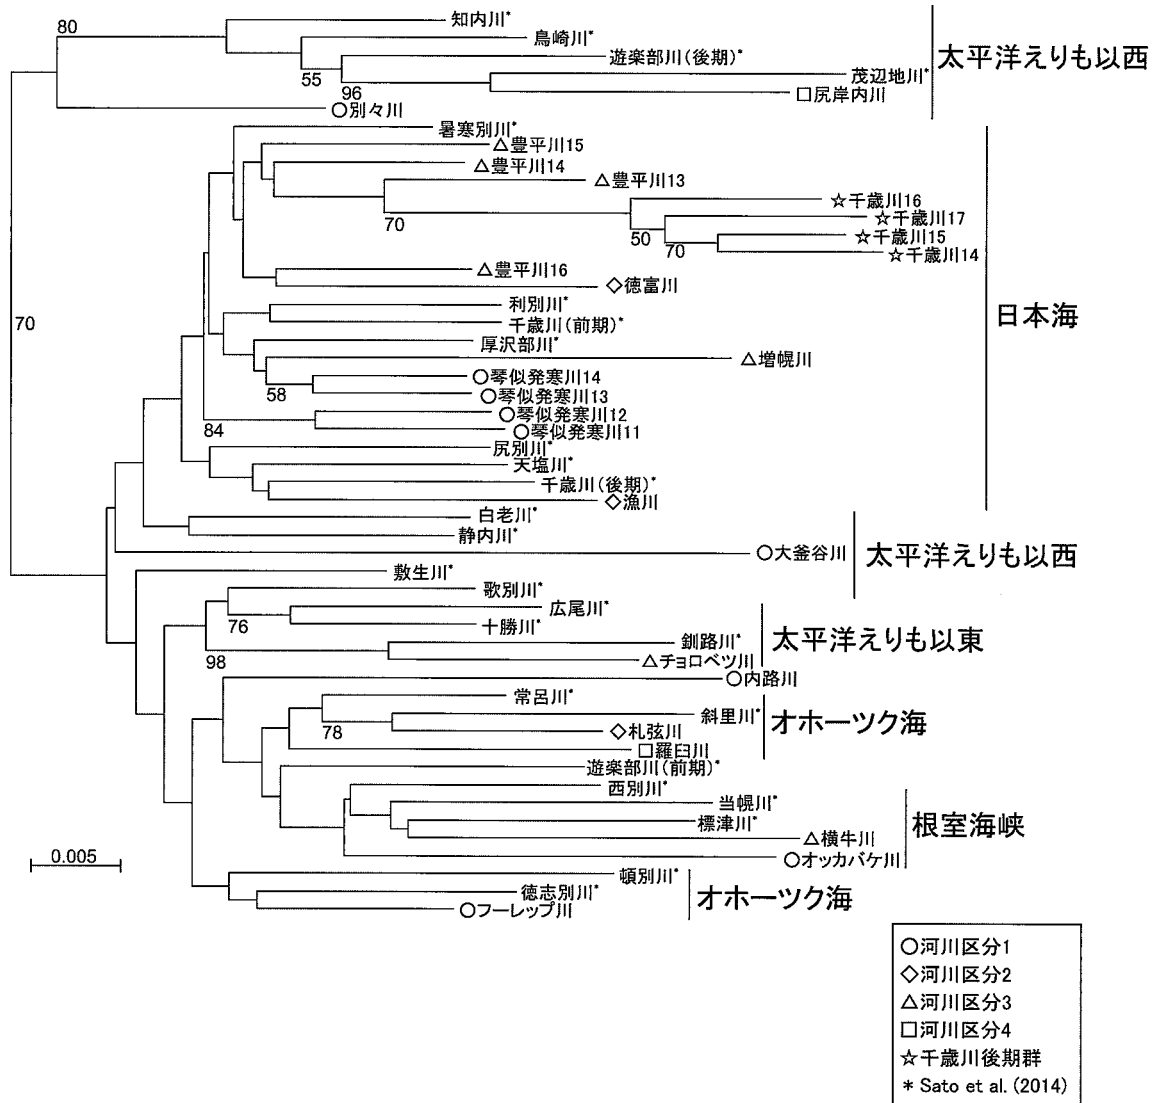 80
知内川*
鳥崎川*
遊楽部川(後期)*
55
茂辺地川*
96
□尻岸内川
○別々川
太平洋えりも以西
暑寒別川*
△豊平川15
△豊平川14
△豊平川13
☆千歳川16
70
☆千歳川17
50
70
☆千歳川15
☆千歳川14
△豊平川16
◇徳富川
利別川*
70
千歳川(前期)*
日本海
厚沢部川*
△増幌川
○琴似発寒川14
58
○琴似発寒川13
○琴似発寒川12
84
○琴似発寒川11
尻別川*
天塩川*
千歳川(後期)*
◇漁川
白老川*
静内川*
○大釜谷川
太平洋えりも以西
敷生川*
歌別川*
広尾川*
76
十勝川*
釧路川*
98
△チョロベツ川
太平洋えりも以東
○内路川
常呂川*
斜里川*
78
◇札弦川
□羅臼川
オホーツク海
遊楽部川(前期)*
西別川*
当幌川*
標津川*
△横牛川
○オッカバケ川
根室海峡
0.005
頓別川*
徳志別川*
○フーレップ川
オホーツク海
○河川区分1
◇河川区分2
△河川区分3
□河川区分4
☆千歳川後期群
* Sato et al. (2014)